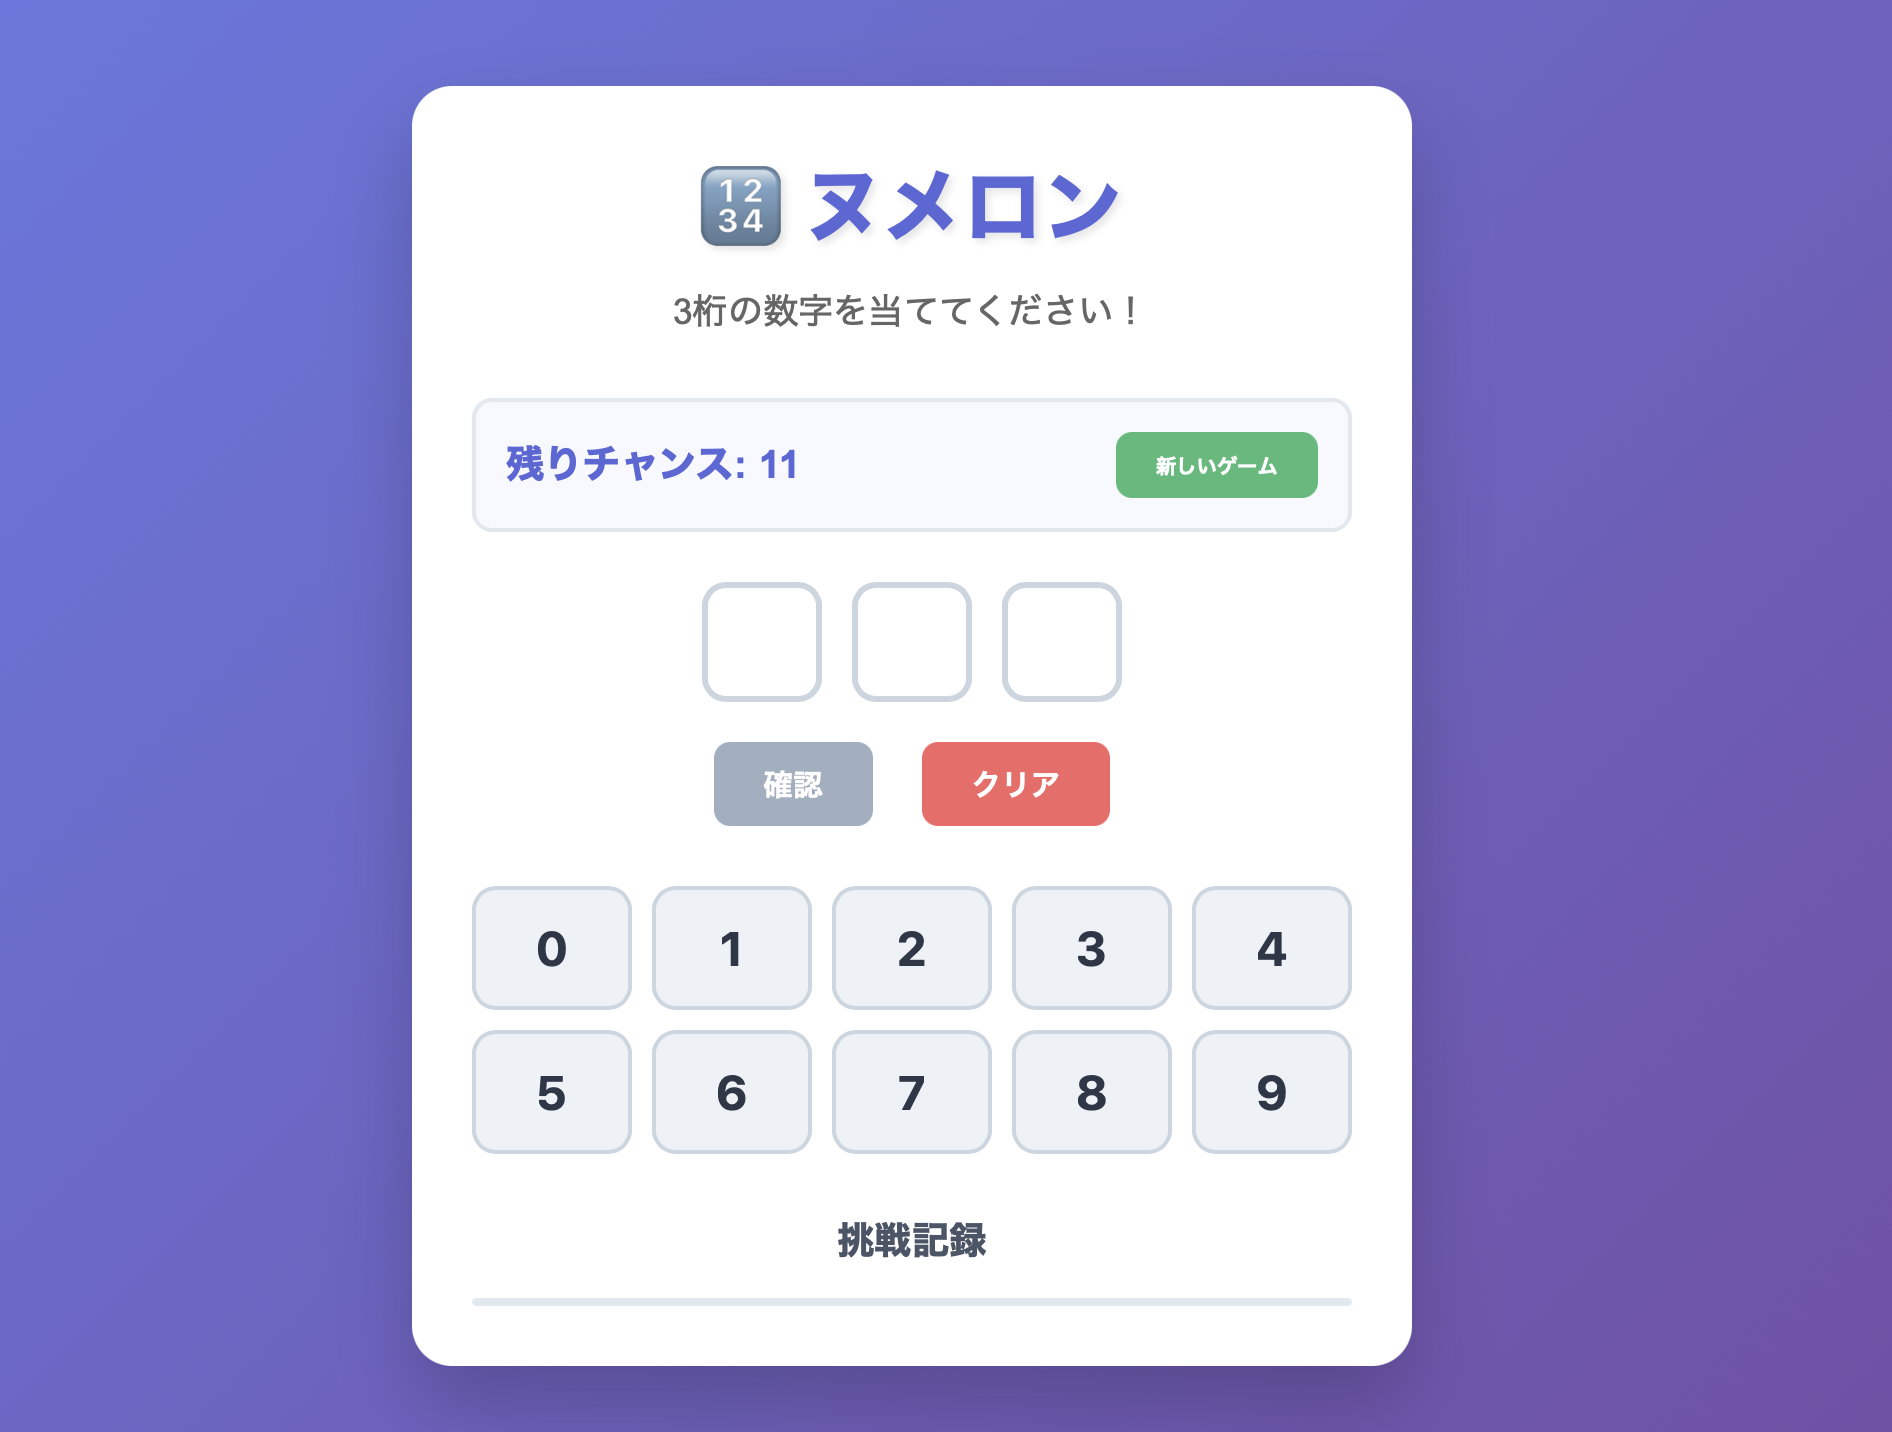 1234 ヌメロン
3桁の数字を当ててください！
残りチャンス: 11 新しいゲーム
確認 クリア
0 1 2 3 4
5 6 7 8 9
挑戦記録